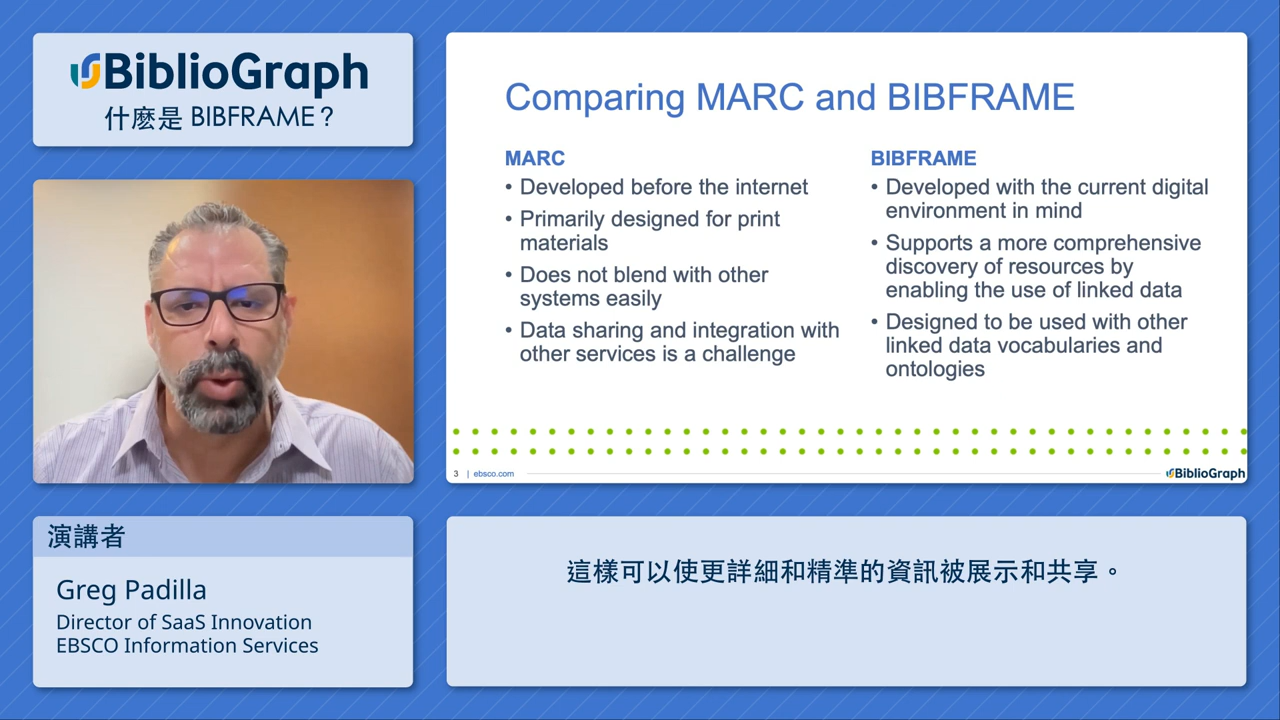 BiblioGraph
什麽是 BIBFRAME？
Comparing MARC and BIBFRAME
MARC
• Developed before the internet
• Primarily designed for print
materials
• Does not blend with other
systems easily
• Data sharing and integration with
other services is a challenge
BIBFRAME
• Developed with the current digital
environment in mind
• Supports a more comprehensive
discovery of resources by
enabling the use of linked data
• Designed to be used with other
linked data vocabularies and
ontologies
3 | ebsco.com
BiblioGraph
演講者
Greg Padilla
Director of SaaS Innovation
EBSCO Information Services
這樣可以使更詳細和精準的資訊被展示和共享。